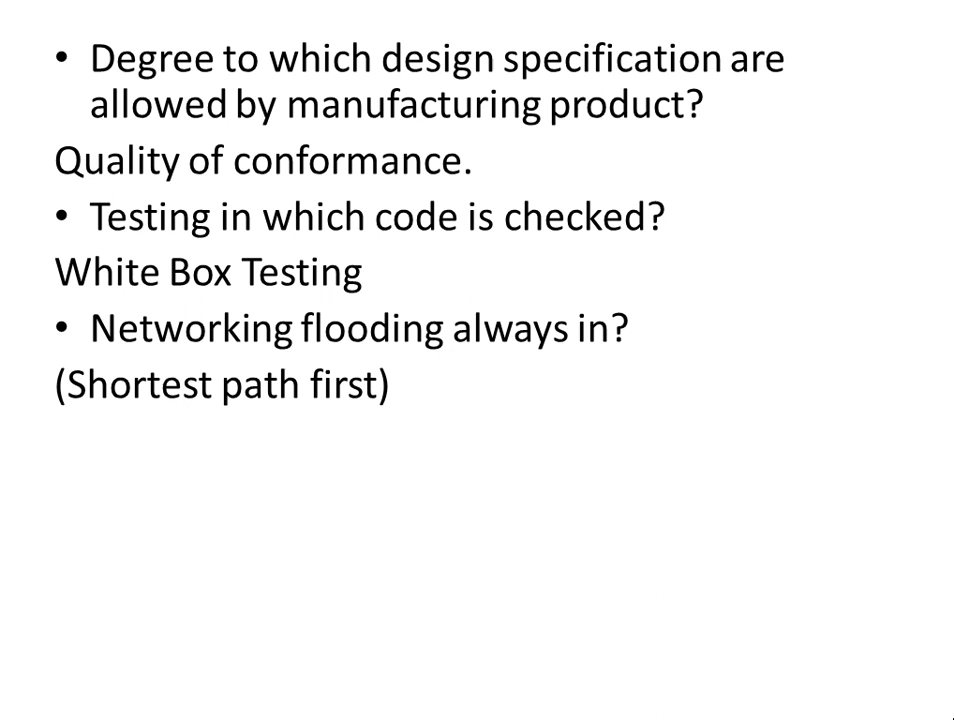 • Degree to which design specification are
allowed by manufacturing product?
Quality of conformance.
• Testing in which code is checked?
White Box Testing
• Networking flooding always in?
(Shortest path first)